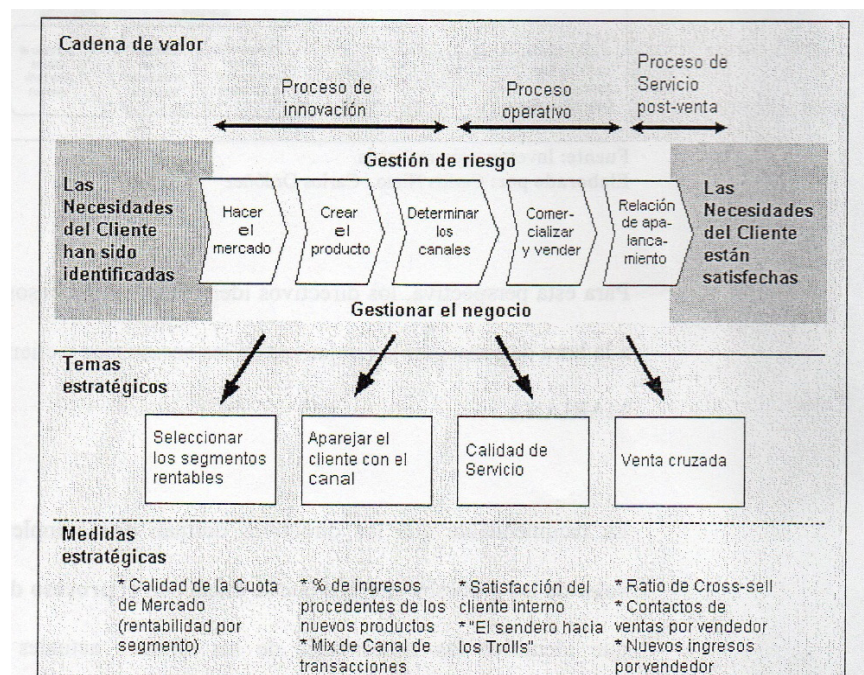 Cadena de valor
Proceso de
innovación
Proceso
operativo
Proceso de
Servicio
post-venta
Gestión de riesgo
Las
Necesidades
del Cliente
han sido
identificadas
Hacer
el
mercado
Crear
el
producto
Determinar
los
canales
Comer-
cializar
y vender
Relación
de apa-
lanca-
miento
Las
Necesidades
del Cliente
están
satisfechas
Gestionar el negocio
Temas
estratégicos
Seleccionar
los segmentos
rentables
Aparejar el
cliente con el
canal
Calidad de
Servicio
Venta cruzada
Medidas
estratégicas
* Calidad de la Cuota
de Mercado
(rentabilidad por
segmento)
* % de ingresos
procedentes de los
nuevos productos
* Mix de Canal de
transacciones
* Satisfacción del
cliente interno
* "El sendero hacia
los Trolls"
* Ratio de Cross-sell
* Contactos de
ventas por vendedor
* Nuevos ingresos
por vendedor